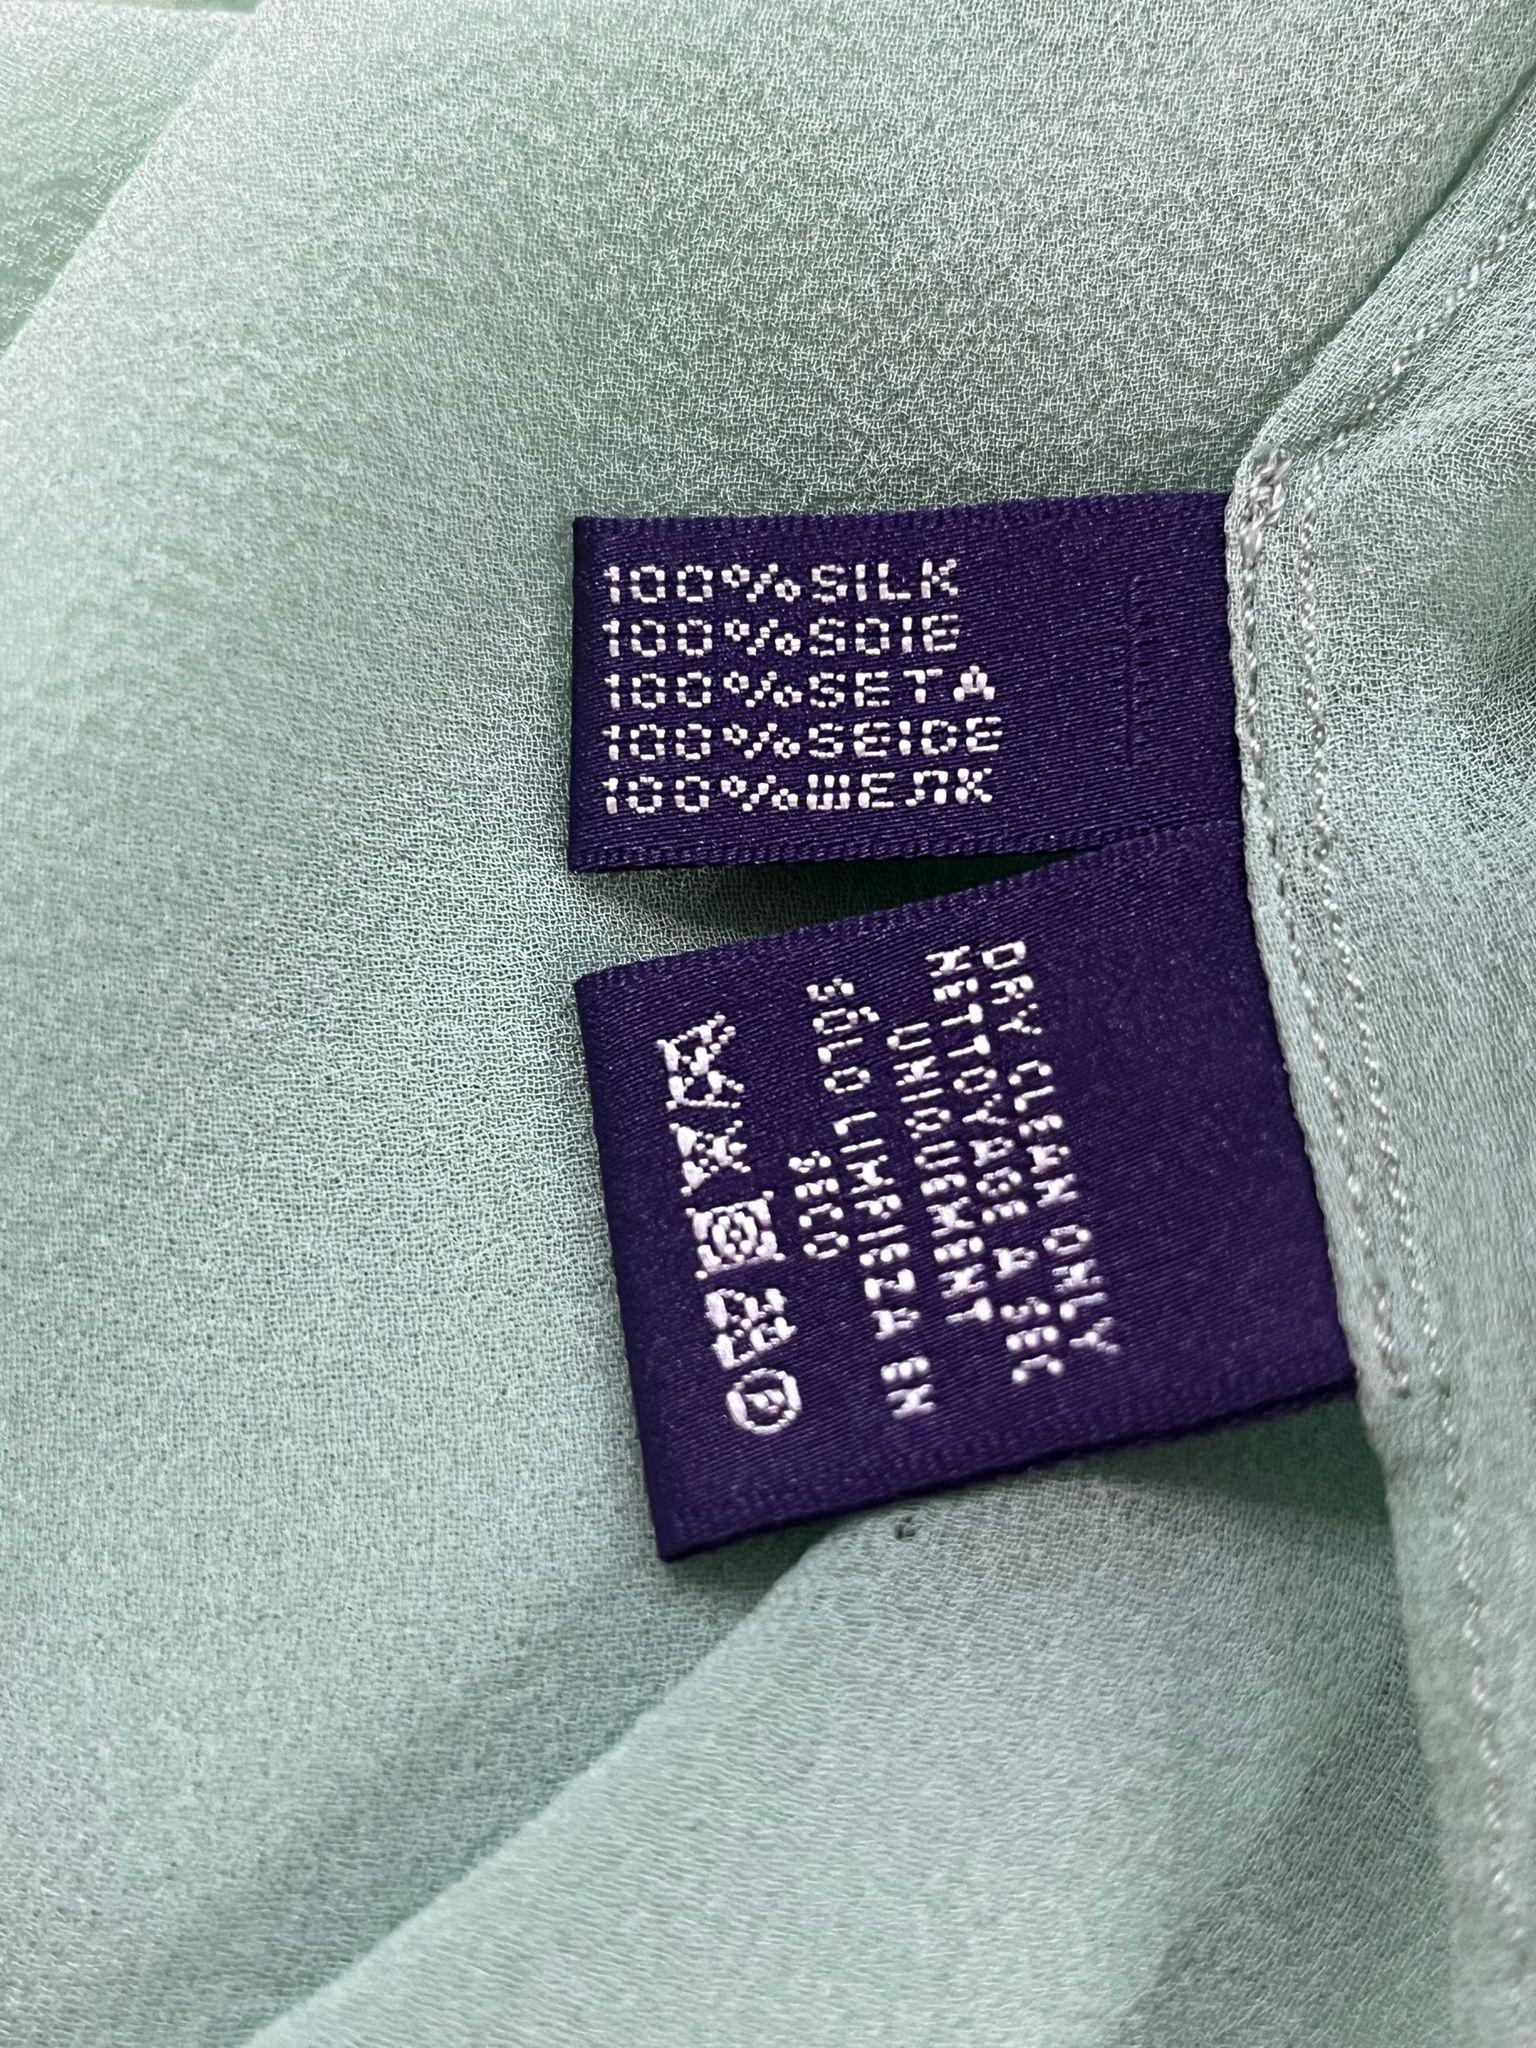 100%SILK
100%SOIE
100%SETA
100%SEIDE
100%ШЕЛК
DRY CLEAN ONLY
NETTOYAGE A SEC
UNIQUEMENT
SÓLO LIMPIEZA EN
SECO
P